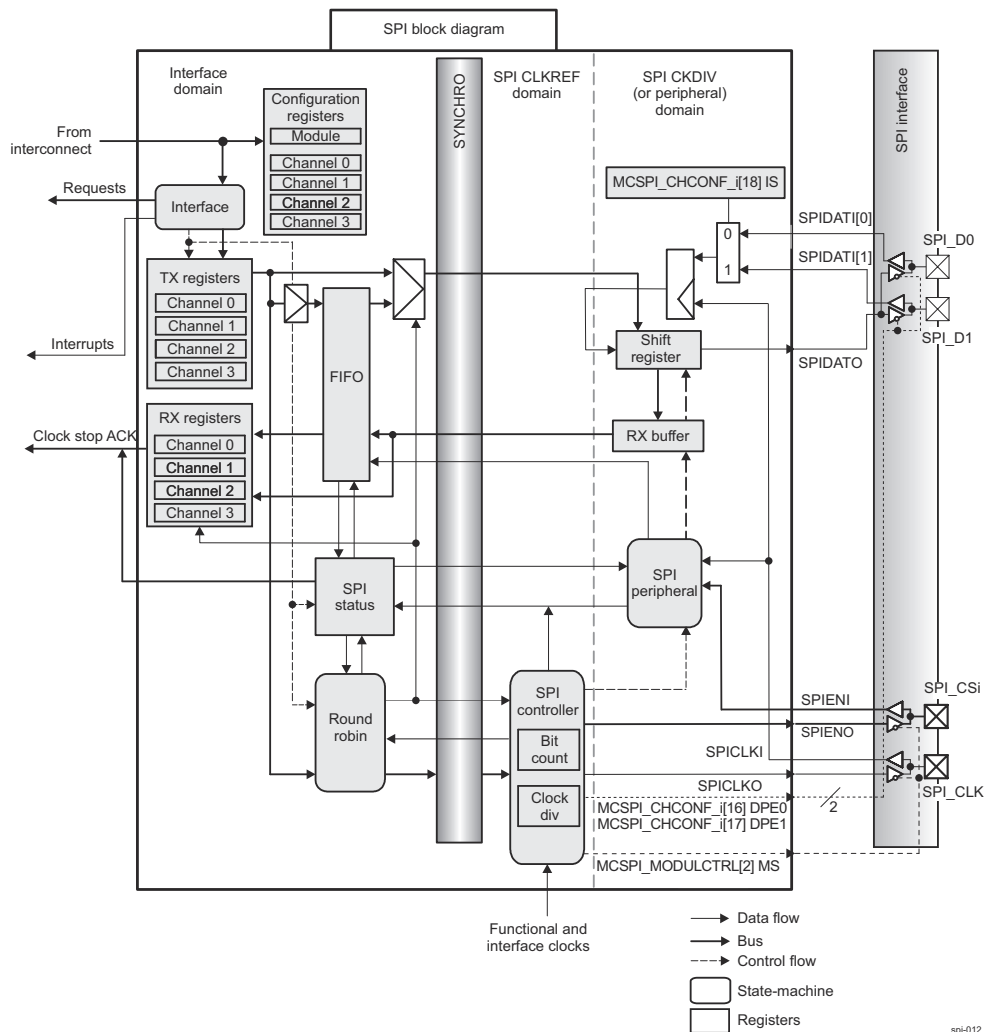 SPI block diagram
Interface
domain
SYNCHRO
SPI CLKREF
domain
SPI CKDIV
(or peripheral)
domain
SPI interface
Configuration
registers
Module
Channel 0
Channel 1
Channel 2
Channel 3
From
interconnect
Requests
Interface
MCSPI_CHCONF_i[18] IS
0
1
SPIDATI[0]
SPI_D0
SPIDATI[1]
SPI_D1
SPIDATO
TX registers
Channel 0
Channel 1
Channel 2
Channel 3
Interrupts
FIFO
Shift
register
RX registers
Channel 0
Channel 1
Channel 2
Channel 3
Clock stop ACK
RX buffer
SPI
status
SPI
peripheral
Round
robin
SPI
controller
Bit
count
Clock
div
SPIENI
SPIENO
SPI_CSi
SPICLKI
SPICLKO
SPI_CLK
MCSPI_CHCONF_i[16] DPE0
MCSPI_CHCONF_i[17] DPE1
2
MCSPI_MODULCTRL[2] MS
Functional and
interface clocks
Data flow
Bus
Control flow
State-machine
Registers
spi-012